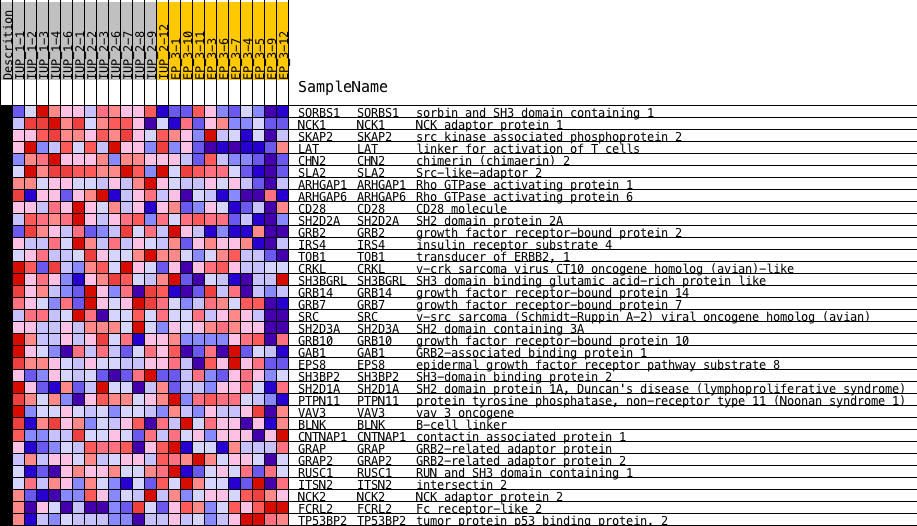 Descrition
IUP_1-1
IUP_1-2
IUP_1-3
IUP_1-4
IUP_1-6
IUP_2-1
IUP_2-2
IUP_2-3
IUP_2-6
IUP_2-7
IUP_2-8
IUP_2-9
IUP_2-12
EP_3-1
EP_3-10
EP_3-11
EP_3-3
EP_3-6
EP_3-7
EP_3-4
EP_3-5
EP_3-9
EP_3-12
SampleName
SORBS1 SORBS1 sorbin and SH3 domain containing 1
NCK1 NCK1 NCK adaptor protein 1
SKAP2 SKAP2 src kinase associated phosphoprotein 2
LAT LAT linker for activation of T cells
CHN2 CHN2 chimerin (chimaerin) 2
SLA2 SLA2 Src-like-adaptor 2
ARHGAP1 ARHGAP1 Rho GTPase activating protein 1
ARHGAP6 ARHGAP6 Rho GTPase activating protein 6
CD28 CD28 CD28 molecule
SH2D2A SH2D2A SH2 domain protein 2A
GRB2 GRB2 growth factor receptor-bound protein 2
IRS4 IRS4 insulin receptor substrate 4
TOB1 TOB1 transducer of ERBB2, 1
CRKL CRKL v-crk sarcoma virus CT10 oncogene homolog (avian)-like
SH3BGRL SH3BGRL SH3 domain binding glutamic acid-rich protein like
GRB14 GRB14 growth factor receptor-bound protein 14
GRB7 GRB7 growth factor receptor-bound protein 7
SRC SRC v-src sarcoma (Schmidt-Ruppin A-2) viral oncogene homolog (avian)
SH2D3A SH2D3A SH2 domain containing 3A
GRB10 GRB10 growth factor receptor-bound protein 10
GAB1 GAB1 GRB2-associated binding protein 1
EPS8 EPS8 epidermal growth factor receptor pathway substrate 8
SH3BP2 SH3BP2 SH3-domain binding protein 2
SH2D1A SH2D1A SH2 domain protein 1A, Duncan's disease (lymphoproliferative syndrome)
PTPN11 PTPN11 protein tyrosine phosphatase, non-receptor type 11 (Noonan syndrome 1)
VAV3 VAV3 vav 3 oncogene
BLNK BLNK B-cell linker
CNTNAP1 CNTNAP1 contactin associated protein 1
GRAP GRAP GRB2-related adaptor protein
GRAP2 GRAP2 GRB2-related adaptor protein 2
RUSC1 RUSC1 RUN and SH3 domain containing 1
ITSN2 ITSN2 intersectin 2
NCK2 NCK2 NCK adaptor protein 2
FCRL2 FCRL2 Fc receptor-like 2
TP53BP2 TP53BP2 tumor protein p53 binding protein, 2